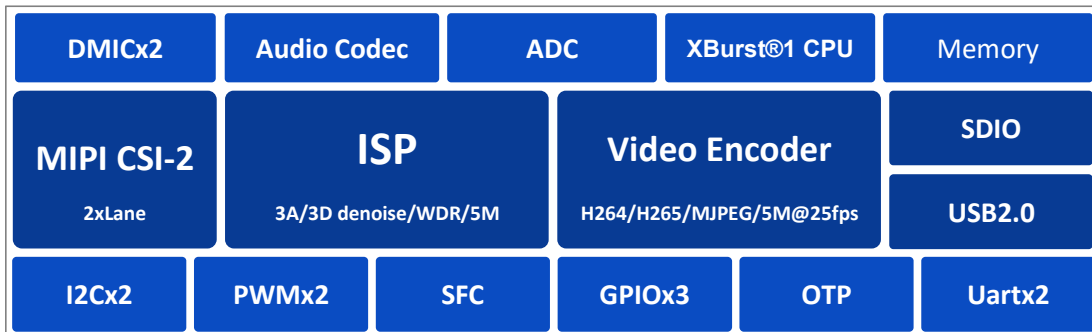 DMICx2
Audio Codec
ADC
XBurst®1 CPU
Memory
MIPI CSI-2
2xLane
ISP
3A/3D denoise/WDR/5M
Video Encoder
H264/H265/MJPEG/5M@25fps
SDIO
USB2.0
I2Cx2
PWMx2
SFC
GPIOx3
OTP
Uartx2